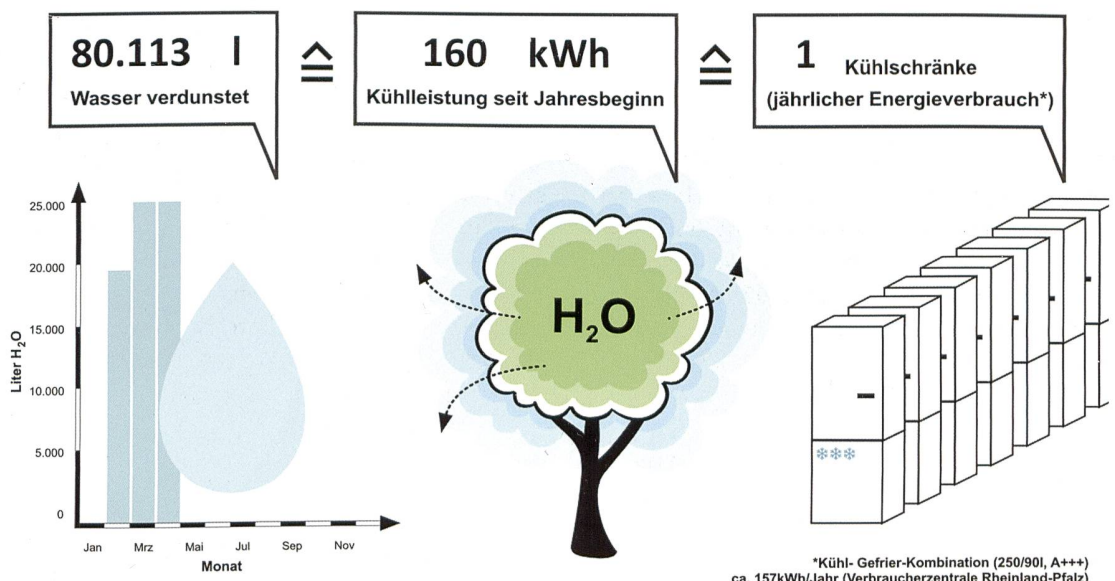 80.113 l
Wasser verdunstet
≙
160 kWh
Kühlleistung seit Jahresbeginn
≙
1 Kühlschränke
(jährlicher Energieverbrauch*)
25.000
20.000
15.000
10.000
5.000
0
Liter H₂O
Jan Mrz Mai Jul Sep Nov
Monat
H₂O
*Kühl- Gefrier-Kombination (250/90l, A+++)
ca. 157kWh/Jahr (Verbraucherzentrale Rheinland-Pfalz)